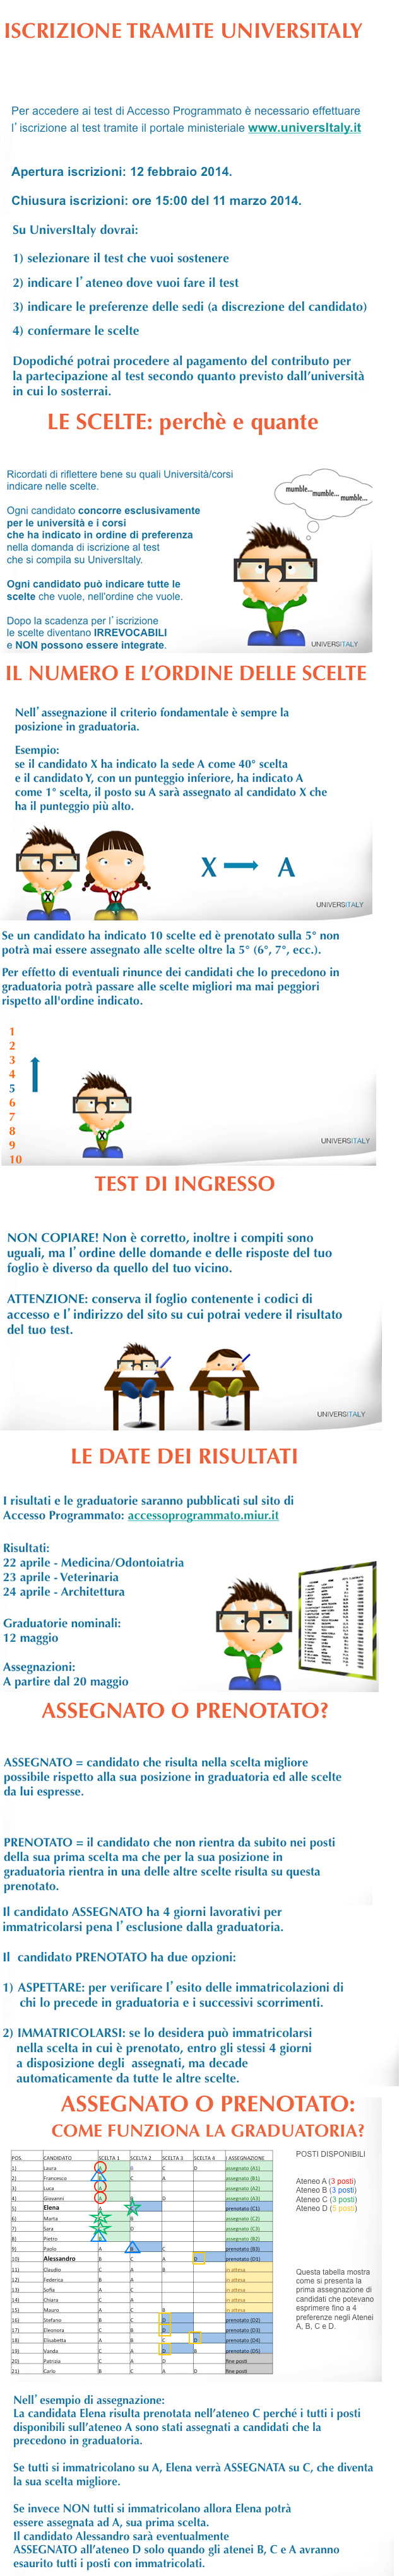 ISCRIZIONE TRAMITE UNIVERSITALY
Per accedere ai test di Accesso Programmato è necessario effettuare
l'iscrizione al test tramite il portale ministeriale www.universItaly.it
Apertura iscrizioni: 12 febbraio 2014.
Chiusura iscrizioni: ore 15:00 del 11 marzo 2014.
Su UniversItaly dovrai:
1) selezionare il test che vuoi sostenere
2) indicare l'ateneo dove vuoi fare il test
3) indicare le preferenze delle sedi (a discrezione del candidato)
4) confermare le scelte
Dopodiché potrai procedere al pagamento del contributo per
la partecipazione al test secondo quanto previsto dall'università
in cui lo sosterrai.
LE SCELTE: perchè e quante
Ricordati di riflettere bene su quali Università/corsi
indicare nelle scelte.
mumble...mumble... mumble...
Ogni candidato concorre esclusivamente
per le università e i corsi
che ha indicato in ordine di preferenza
nella domanda di iscrizione al test
che si compila su UniversItaly.
Ogni candidato può indicare tutte le
scelte che vuole, nell'ordine che vuole.
Dopo la scadenza per l'iscrizione
le scelte diventano IRREVOCABILI
e NON possono essere integrate.
UNIVERSITALY
IL NUMERO E L'ORDINE DELLE SCELTE
Nell'assegnazione il criterio fondamentale è sempre la
posizione in graduatoria.
Esempio:
se il candidato X ha indicato la sede A come 40° scelta
e il candidato Y, con un punteggio inferiore, ha indicato A
come 1° scelta, il posto su A sarà assegnato al candidato X che
ha il punteggio più alto.
X Y X → A
UNIVERSITALY
Se un candidato ha indicato 10 scelte ed è prenotato sulla 5° non
potrà mai essere assegnato alle scelte oltre la 5° (6°, 7°, ecc.).
Per effetto di eventuali rinunce dei candidati che lo precedono in
graduatoria potrà passare alle scelte migliori ma mai peggiori
rispetto all'ordine indicato.
1
2
3
4
5
6
7
8
9
10
X
UNIVERSITALY
TEST DI INGRESSO
NON COPIARE! Non è corretto, inoltre i compiti sono
uguali, ma l'ordine delle domande e delle risposte del tuo
foglio è diverso da quello del tuo vicino.
ATTENZIONE: conserva il foglio contenente i codici di
accesso e l'indirizzo del sito su cui potrai vedere il risultato
del tuo test.
UNIVERSITALY
LE DATE DEI RISULTATI
I risultati e le graduatorie saranno pubblicati sul sito di
Accesso Programmato: accessoprogrammato.miur.it
Risultati:
22 aprile - Medicina/Odontoiatria
23 aprile - Veterinaria
24 aprile - Architettura
Graduatorie nominali:
12 maggio
Assegnazioni:
A partire dal 20 maggio
ASSEGNATO O PRENOTATO?
ASSEGNATO = candidato che risulta nella scelta migliore
possibile rispetto alla sua posizione in graduatoria ed alle scelte
da lui espresse.
PRENOTATO = il candidato che non rientra da subito nei posti
della sua prima scelta ma che per la sua posizione in
graduatoria rientra in una delle altre scelte risulta su questa
prenotato.
Il candidato ASSEGNATO ha 4 giorni lavorativi per
immatricolarsi pena l'esclusione dalla graduatoria.
Il candidato PRENOTATO ha due opzioni:
1) ASPETTARE: per verificare l'esito delle immatricolazioni di
chi lo precede in graduatoria e i successivi scorrimenti.
2) IMMATRICOLARSI: se lo desidera può immatricolarsi
nella scelta in cui è prenotato, entro gli stessi 4 giorni
a disposizione degli assegnati, ma decade
automaticamente da tutte le altre scelte.
ASSEGNATO O PRENOTATO:
COME FUNZIONA LA GRADUATORIA?
POS. CANDIDATO SCELTA 1 SCELTA 2 SCELTA 3 SCELTA 4 I ASSEGNAZIONE
1) Laura A B C D assegnato (A1)
2) Francesco B C A assegnato (B1)
3) Luca A assegnato (A2)
4) Giovanni A B D assegnato (A3)
5) Elena A C prenotato (C1)
6) Marta C B assegnato (C2)
7) Sara C D assegnato (C3)
8) Pietro B A assegnato (B2)
9) Paolo A B C prenotato (B3)
10) Alessandro B C A D prenotato (D1)
11) Claudio C A B in attesa
12) Federica B A in attesa
13) Sofia A C in attesa
14) Chiara C A in attesa
15) Mauro A C B in attesa
16) Stefano B C D prenotato (D2)
17) Eleonora C B D prenotato (D3)
18) Elisabetta A B C D prenotato (D4)
19) Vanda C A D B prenotato (D5)
20) Patrizia C A D fine posti
21) Carlo B C A D fine posti
POSTI DISPONIBILI
Ateneo A (3 posti)
Ateneo B (3 posti)
Ateneo C (3 posti)
Ateneo D (5 posti)
Questa tabella mostra
come si presenta la
prima assegnazione di
candidati che potevano
esprimere fino a 4
preferenze negli Atenei
A, B, C e D.
Nell'esempio di assegnazione:
La candidata Elena risulta prenotata nell'ateneo C perché i tutti i posti
disponibili sull'ateneo A sono stati assegnati a candidati che la
precedono in graduatoria.
Se tutti si immatricolano su A, Elena verrà ASSEGNATA su C, che diventa
la sua scelta migliore.
Se invece NON tutti si immatricolano allora Elena potrà
essere assegnata ad A, sua prima scelta.
Il candidato Alessandro sarà eventualmente
ASSEGNATO all'ateneo D solo quando gli atenei B, C e A avranno
esaurito tutti i posti con immatricolati.